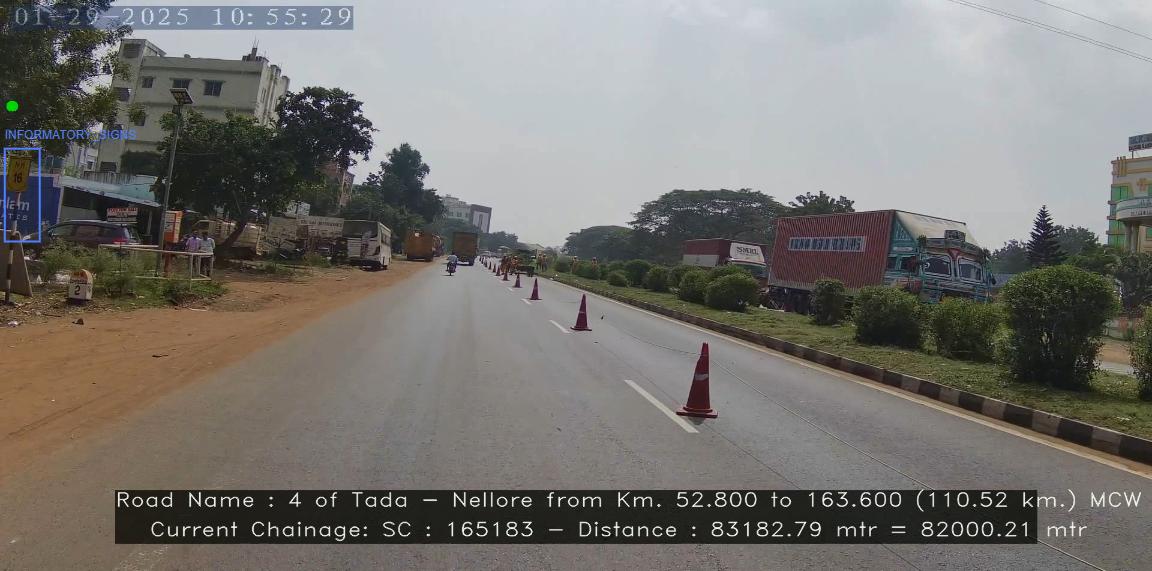 01-29-2025 10:55:29
INFORMATORY_SIGNS
NH
16
2
Road Name : 4 of Tada - Nellore from Km. 52.800 to 163.600 (110.52 km.) MCW
Current Chainage: SC : 165183 - Distance : 83182.79 mtr = 82000.21 mtr